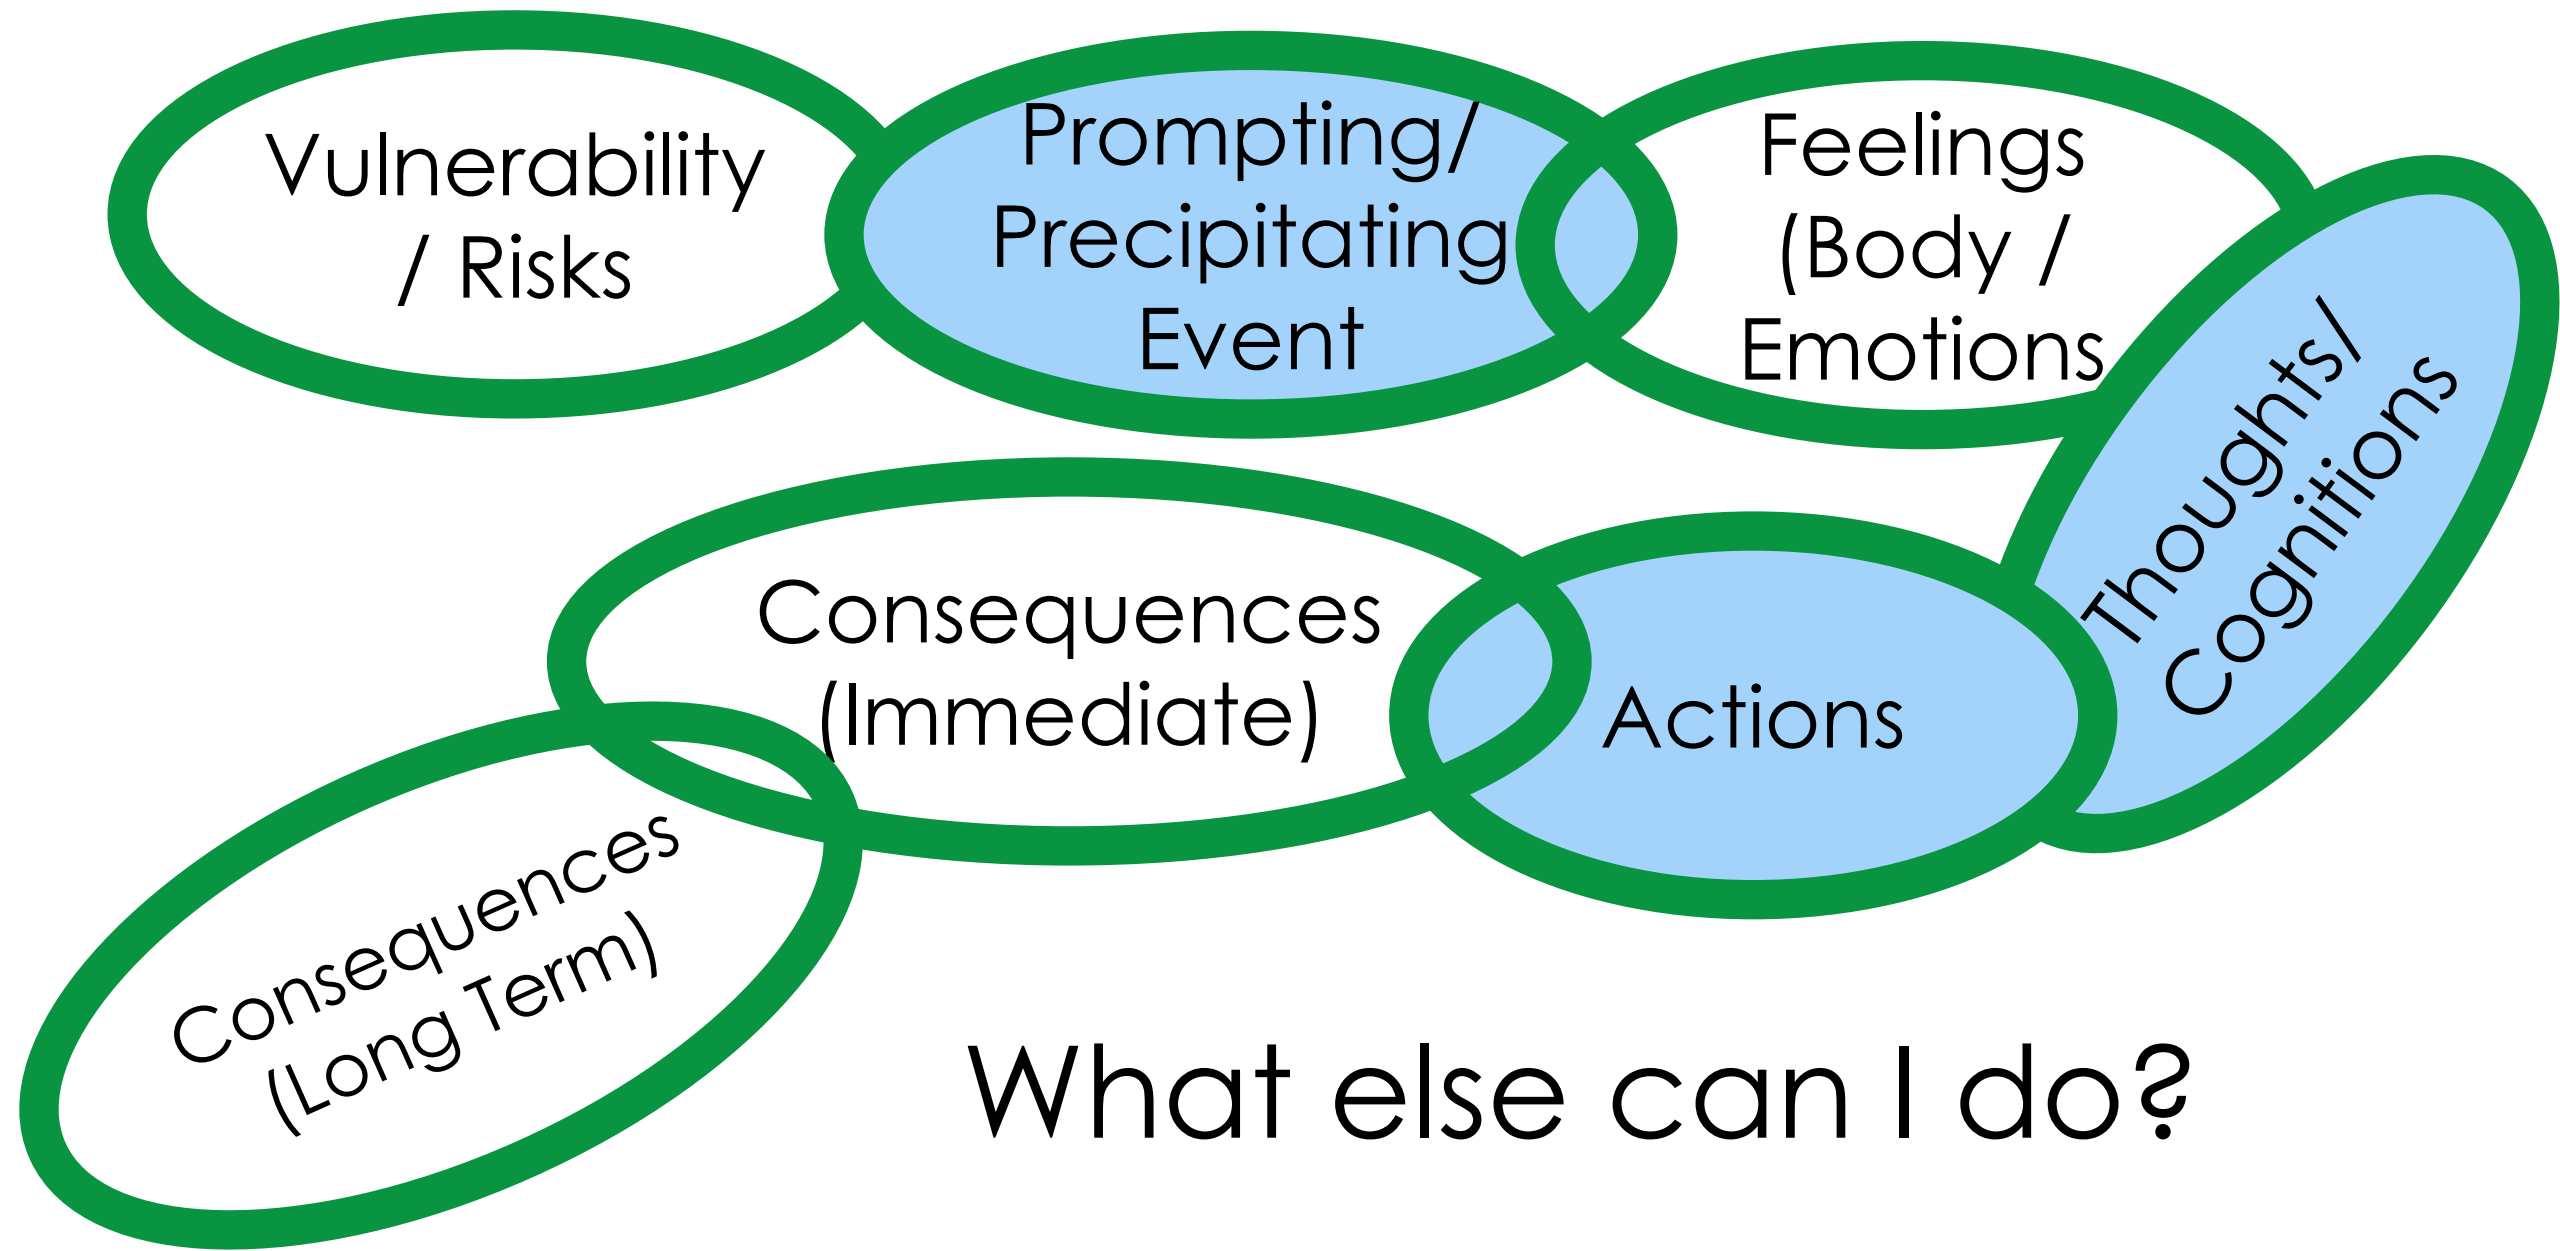 Vulnerability
/ Risks
Prompting/
Precipitating
Event
Feelings
(Body /
Emotions
Thoughts/
Cognitions
Actions
Consequences
(Immediate)
Consequences
(Long Term)
What else can I do?